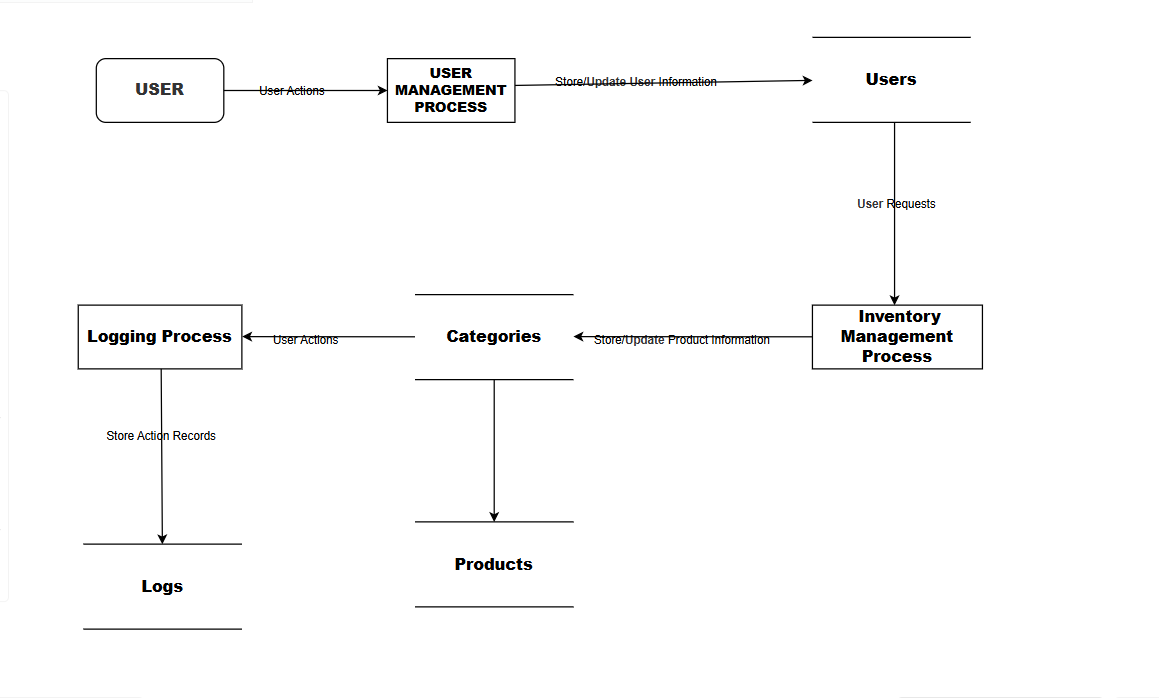 USER
User Actions
USER
MANAGEMENT
PROCESS
Store/Update User Information
Users
User Requests
Logging Process
User Actions
Categories
Store/Update Product Information
Inventory
Management
Process
Store Action Records
Logs
Products